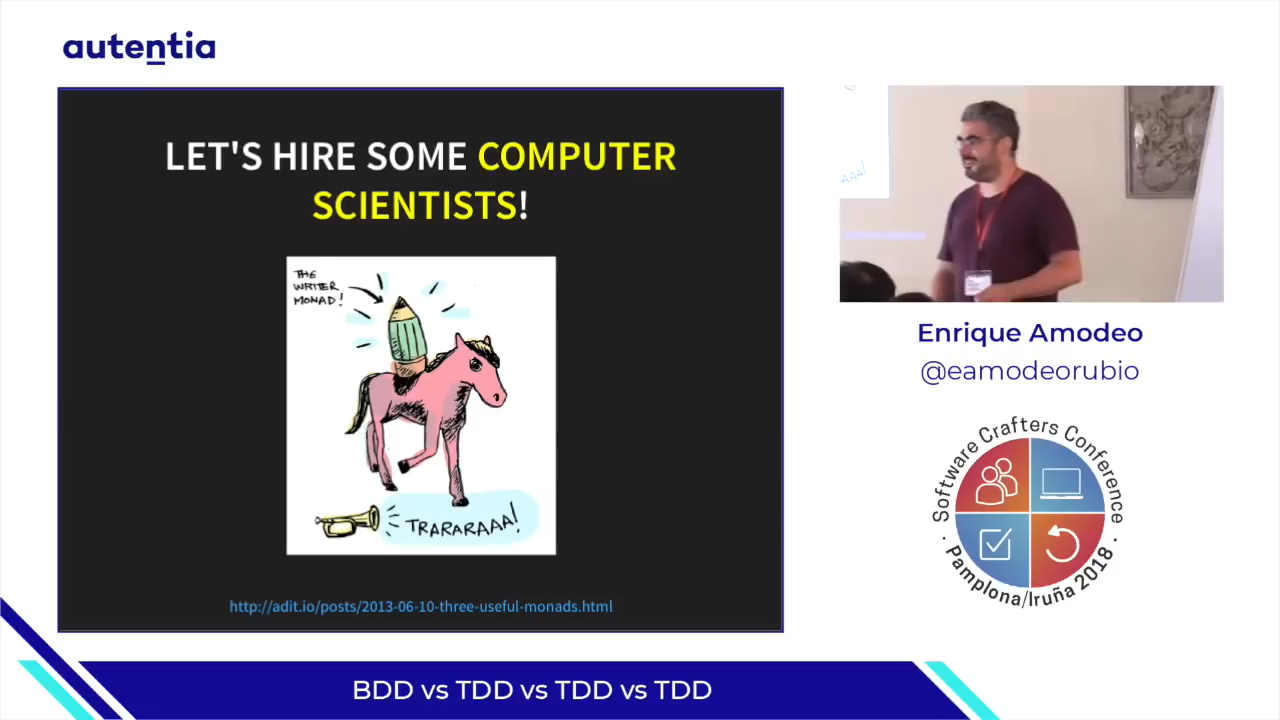 autentia
LET'S HIRE SOME COMPUTER
SCIENTISTS!
THE
WRITER
MONAD!
TRARARAAA!
http://adit.io/posts/2013-06-10-three-useful-monads.html
AAA!
Enrique Amodeo
@eamodeorubio
Software Crafters Conference
· Pamplona/Iruña 2018 ·
BDD vs TDD vs TDD vs TDD